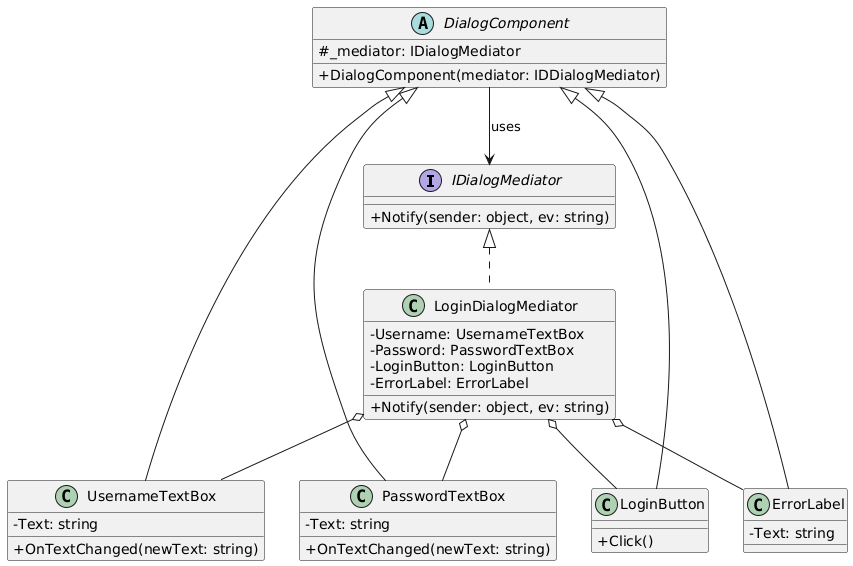 A DialogComponent
#_mediator: IDialogMediator
+DialogComponent(mediator: IDDialogMediator)
uses
I IDialogMediator
+Notify(sender: object, ev: string)
C LoginDialogMediator
-Username: UsernameTextBox
-Password: PasswordTextBox
-LoginButton: LoginButton
-ErrorLabel: ErrorLabel
+Notify(sender: object, ev: string)
C UsernameTextBox
-Text: string
+OnTextChanged(newText: string)
C PasswordTextBox
-Text: string
+OnTextChanged(newText: string)
C LoginButton
+Click()
C ErrorLabel
-Text: string